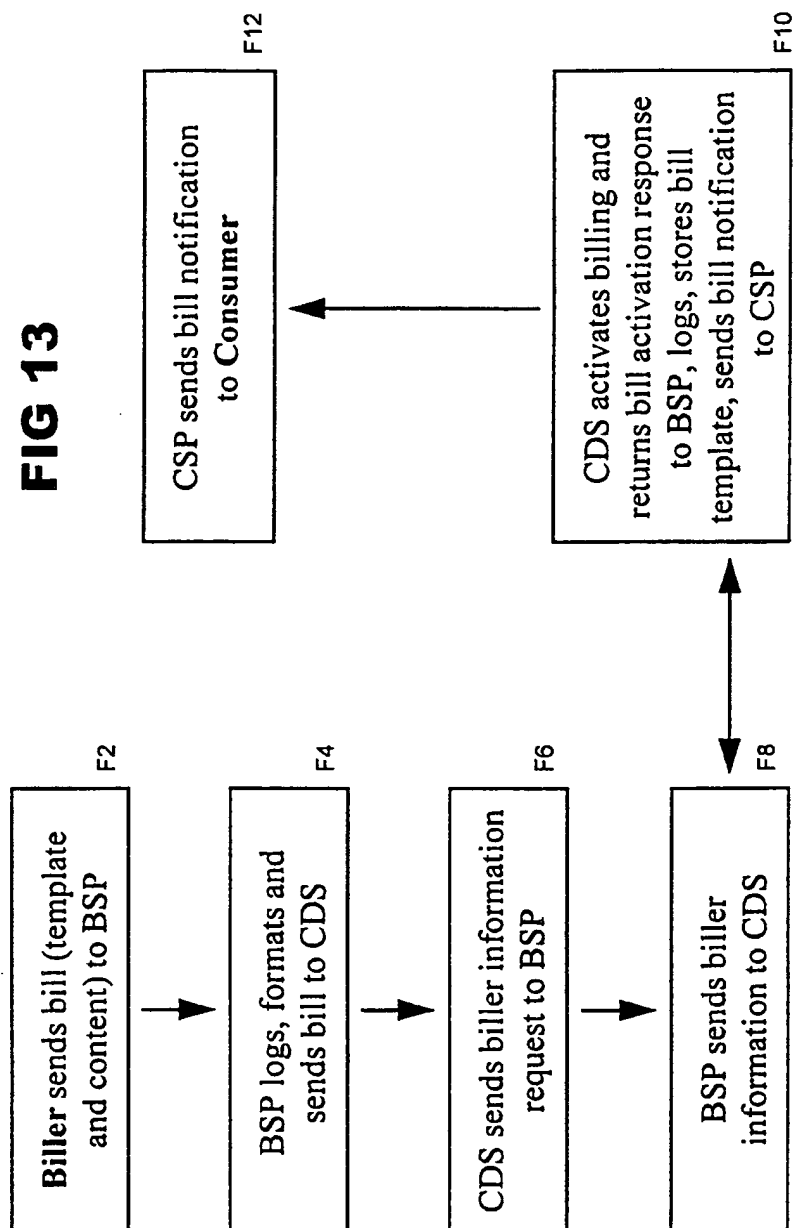 FIG 13
Biller sends bill (template
and content) to BSP
F2
BSP logs, formats and
sends bill to CDS
F4
CDS sends biller information
request to BSP
F6
BSP sends biller
information to CDS
F8
CDS activates billing and
returns bill activation response
to BSP, logs, stores bill
template, sends bill notification
to CSP
F10
CSP sends bill notification
to Consumer
F12